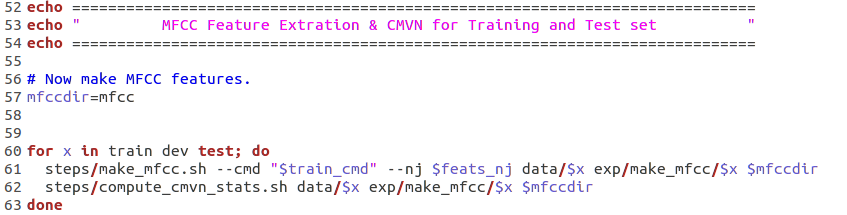 52 echo ============================================================================
53 echo "         MFCC Feature Extration & CMVN for Training and Test set          "
54 echo ============================================================================
55
56 # Now make MFCC features.
57 mfccdir=mfcc
58
59
60 for x in train dev test; do
61   steps/make_mfcc.sh --cmd "$train_cmd" --nj $feats_nj data/$x exp/make_mfcc/$x $mfccdir
62   steps/compute_cmvn_stats.sh data/$x exp/make_mfcc/$x $mfccdir
63 done